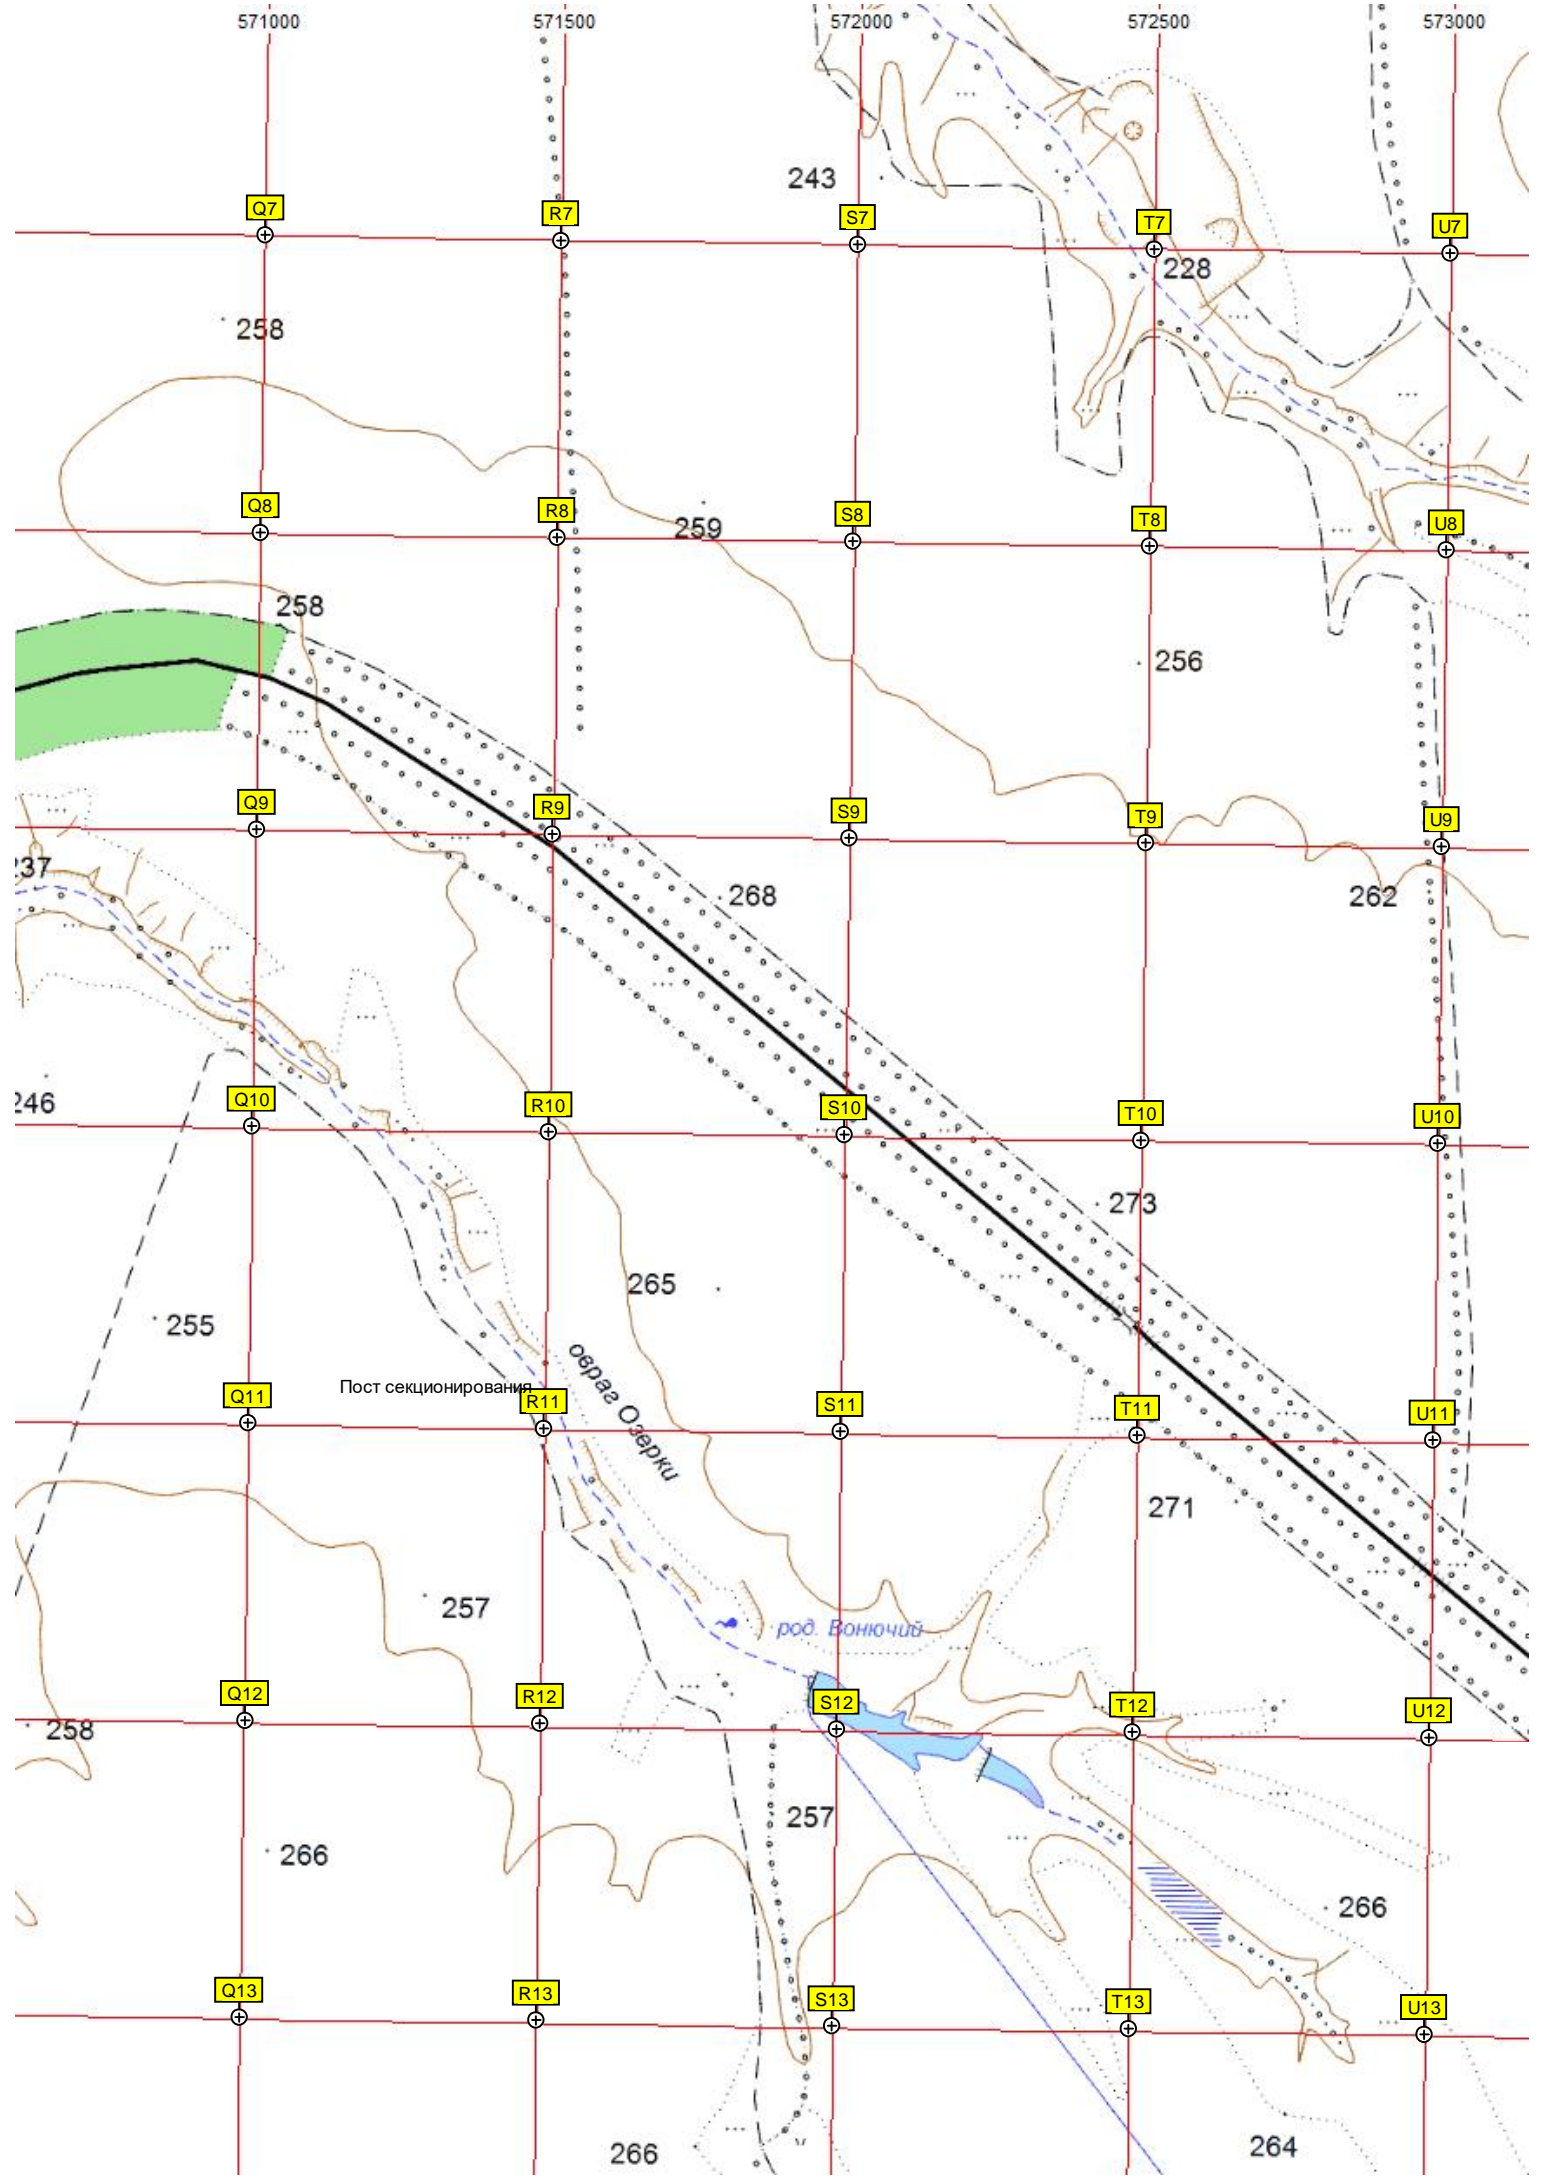 571000 571500 572000 572500 573000
243
Q7 R7 S7 T7 U7
228
258
Q8 R8 S8 T8 U8
259
258
256
Q9 R9 S9 T9 U9
237
268
262
246
Q10 R10 S10 T10 U10
273
265
255
овраг Озерки
Пост секционирования
Q11 R11 S11 T11 U11
271
257
род. Вонючий
Q12 R12 S12 T12 U12
258
257
266
266
Q13 R13 S13 T13 U13
266
264